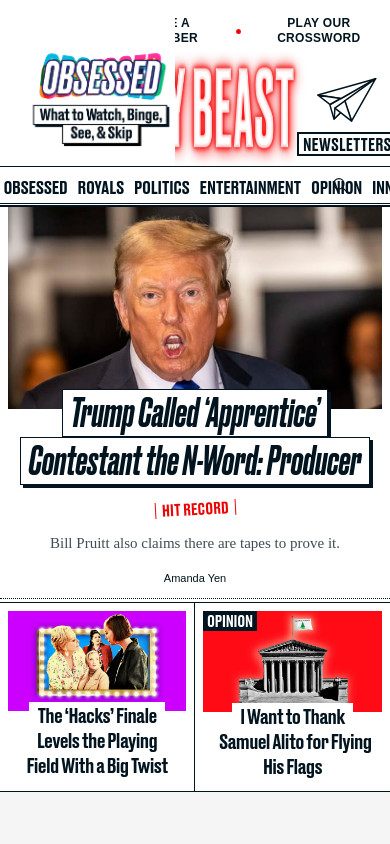 E A
BER
PLAY OUR
CROSSWORD
OBSESSED
What to Watch, Binge,
See, & Skip
Y BEAST
NEWSLETTERS
OBSESSED ROYALS POLITICS ENTERTAINMENT OPINION INN
Trump Called ‘Apprentice’
Contestant the N-Word: Producer
HIT RECORD
Bill Pruitt also claims there are tapes to prove it.
Amanda Yen
The ‘Hacks’ Finale
Levels the Playing
Field With a Big Twist
OPINION
I Want to Thank
Samuel Alito for Flying
His Flags